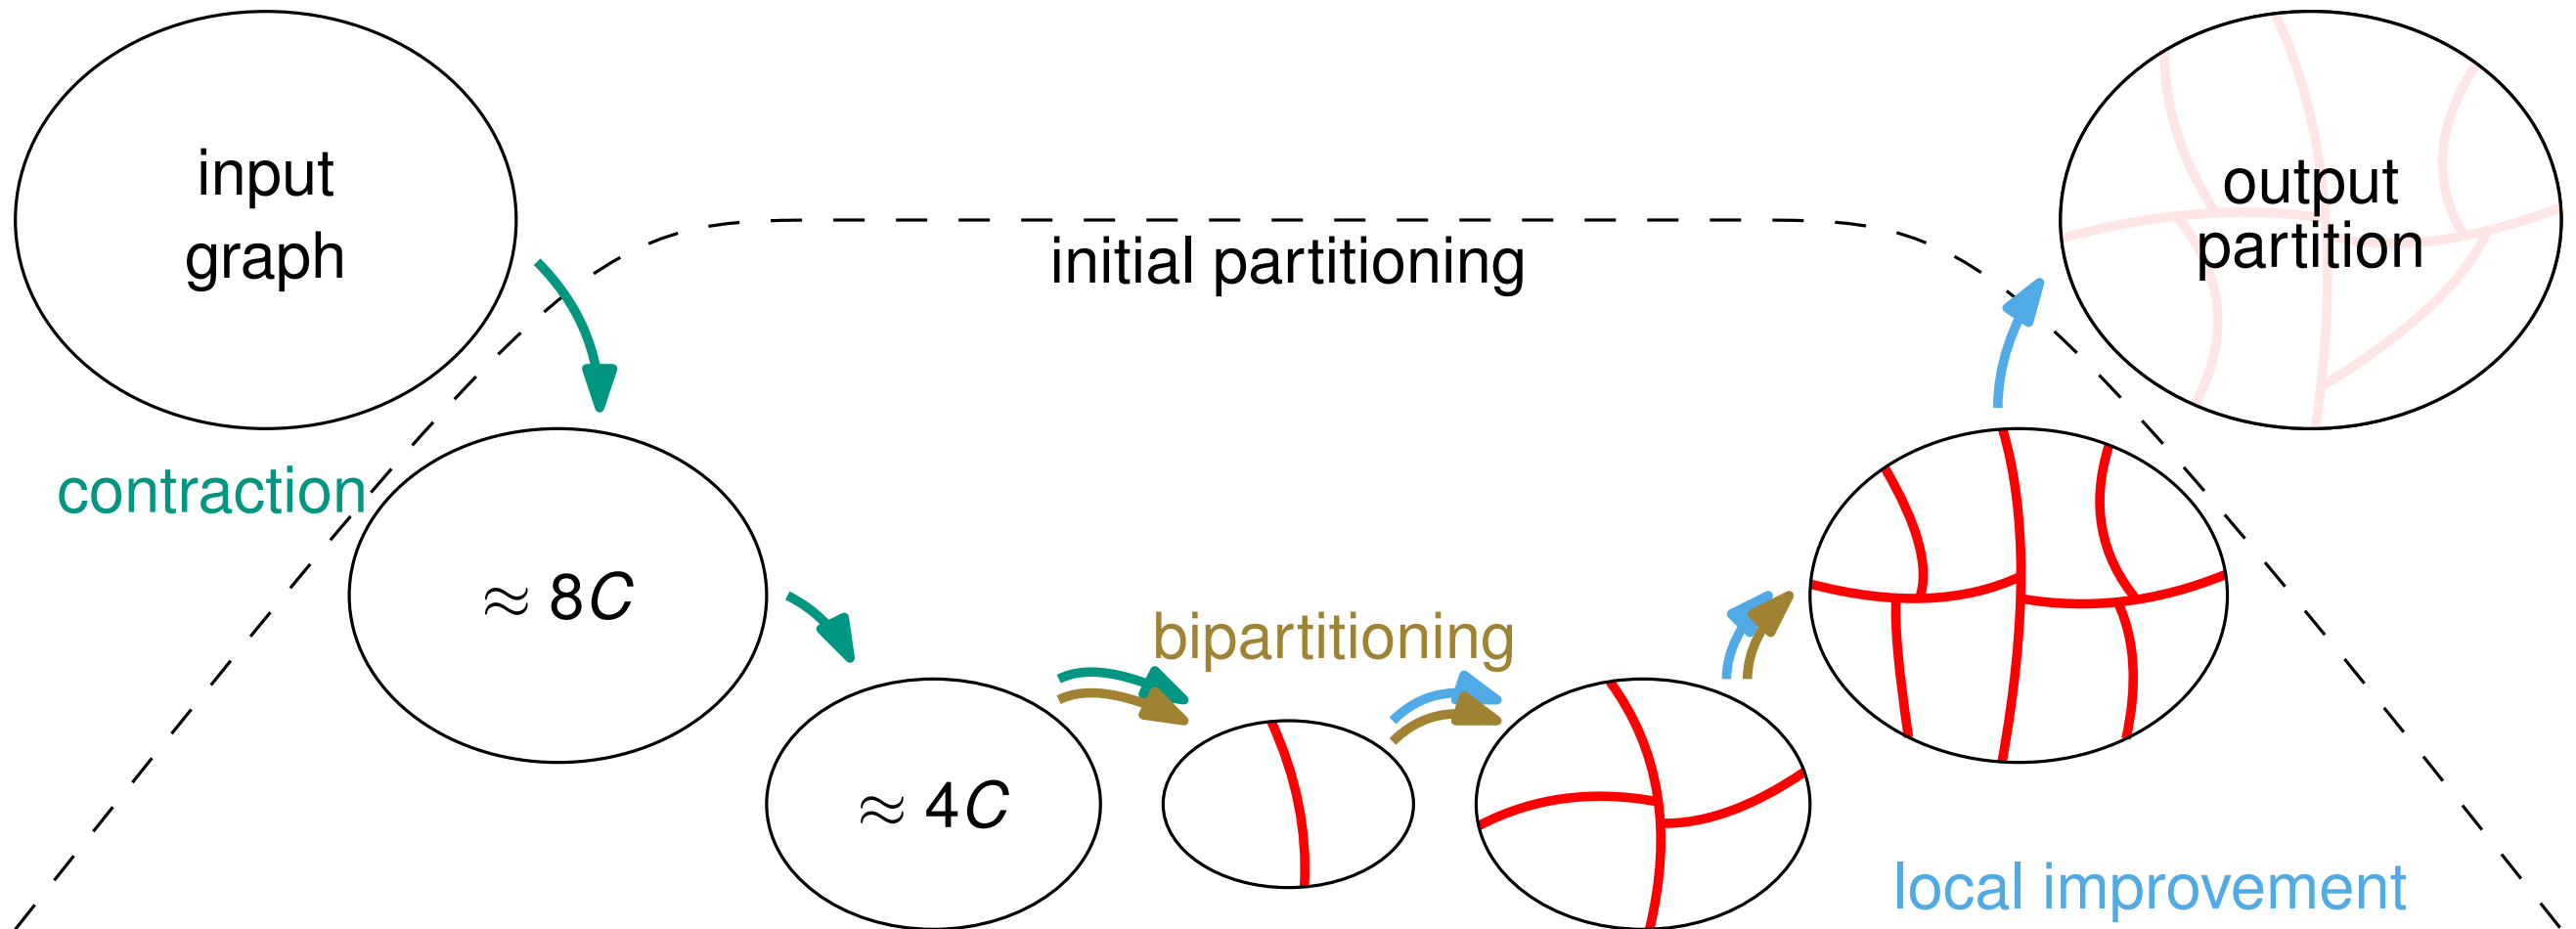 input
graph
output
partition
initial partitioning
contraction
≈ 8C
bipartitioning
≈ 4C
local improvement